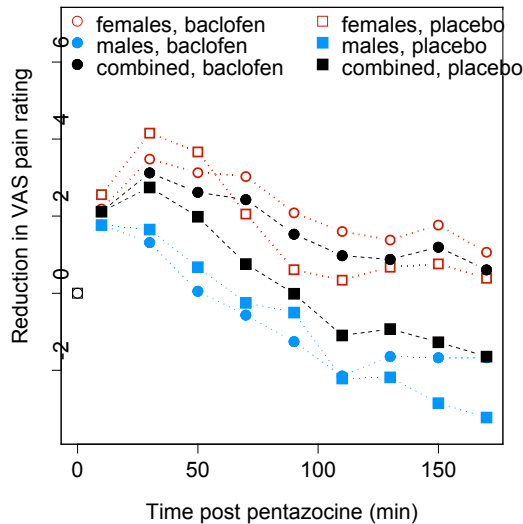 females, baclofen
males, baclofen
combined, baclofen
females, placebo
males, placebo
combined, placebo
Reduction in VAS pain rating
6
4
2
0
-2
0
50
100
150
Time post pentazocine (min)